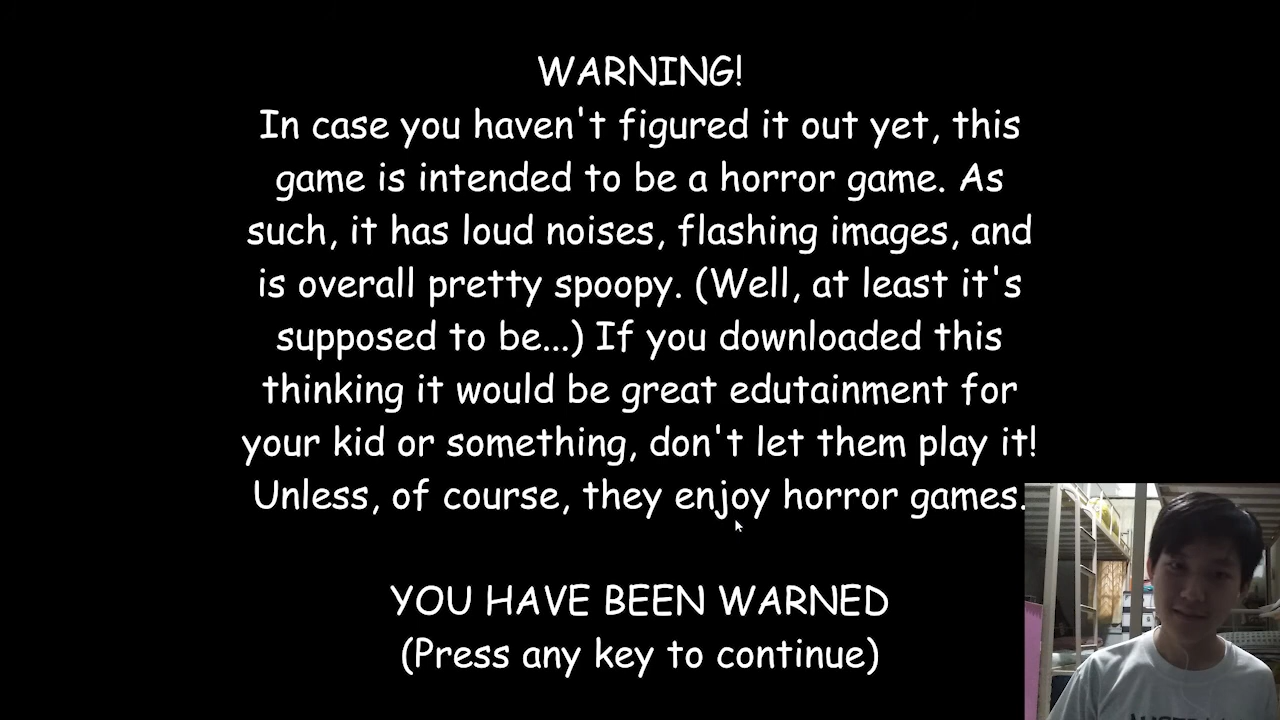 WARNING!
In case you haven't figured it out yet, this
game is intended to be a horror game. As
such, it has loud noises, flashing images, and
is overall pretty spoopy. (Well, at least it's
supposed to be...) If you downloaded this
thinking it would be great edutainment for
your kid or something, don't let them play it!
Unless, of course, they enjoy horror games.
YOU HAVE BEEN WARNED
(Press any key to continue)